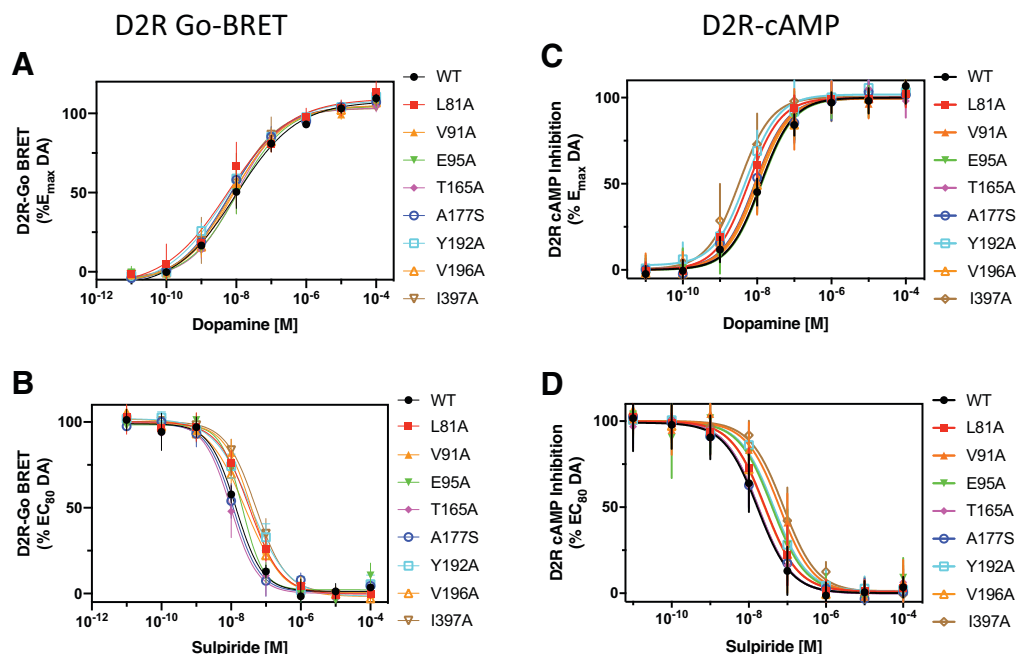 D2R Go-BRET
D2R-cAMP
A
D2R-Go BRET
(%Emax DA)
100
50
0
10-12
10-10
10-8
10-6
10-4
Dopamine [M]
WT
L81A
V91A
E95A
T165A
A177S
Y192A
V196A
I397A
C
D2R cAMP Inhibition
(% Emax DA)
100
50
0
10-10
10-8
10-6
10-4
Dopamine [M]
WT
L81A
V91A
E95A
T165A
A177S
Y192A
V196A
I397A
B
D2R-Go BRET
(% EC80 DA)
100
50
0
10-12
10-10
10-8
10-6
10-4
Sulpiride [M]
WT
L81A
V91A
E95A
T165A
A177S
Y192A
V196A
I397A
D
D2R cAMP Inhibition
(% EC80 DA)
100
50
0
10-10
10-8
10-6
10-4
Sulpiride [M]
WT
L81A
V91A
E95A
T165A
A177S
Y192A
V196A
I397A